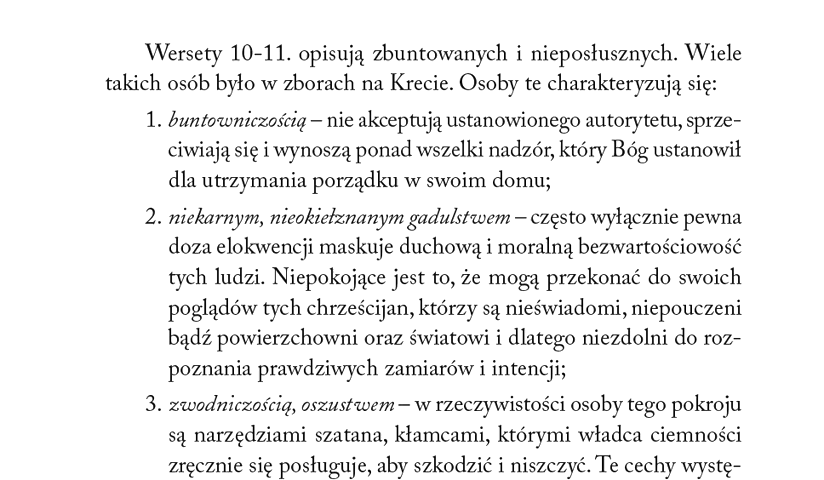 Wersety 10-11. opisują zbuntowanych i nieposłusznych. Wiele
takich osób było w zborach na Krecie. Osoby te charakteryzują się:
1. buntowniczością – nie akceptują ustanowionego autorytetu, sprze-
ciwiają się i wynoszą ponad wszelki nadzór, który Bóg ustanowił
dla utrzymania porządku w swoim domu;
2. niekarnym, nieokiełznanym gadulstwem – często wyłącznie pewna
doza elokwencji maskuje duchową i moralną bezwartościowość
tych ludzi. Niepokojące jest to, że mogą przekonać do swoich
poglądów tych chrześcijan, którzy są nieświadomi, niepouczeni
bądź powierzchowni oraz światowi i dlatego niezdolni do roz-
poznania prawdziwych zamiarów i intencji;
3. zwodniczością, oszustwem – w rzeczywistości osoby tego pokroju
są narzędziami szatana, kłamcami, którymi władca ciemności
zręcznie się posługuje, aby szkodzić i niszczyć. Te cechy wystę-